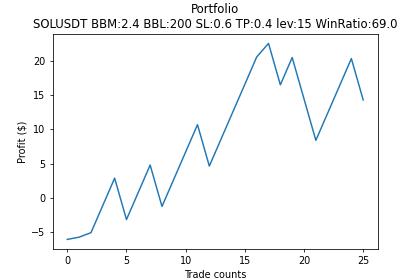 Portfolio
SOLUSDT BBM:2.4 BBL:200 SL:0.6 TP:0.4 lev:15 WinRatio:69.0
Profit ($)
20
15
10
5
0
−5
0 5 10 15 20 25
Trade counts